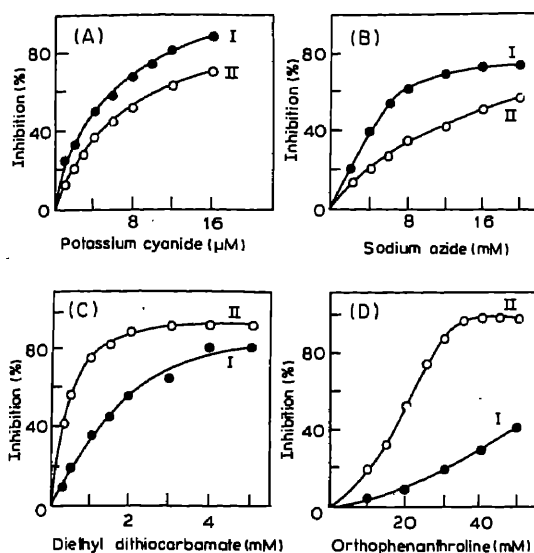 (A)
I
II
80
40
0
Inhibition (%)
8
16
Potassium cyanide (µM)
(B)
I
II
80
40
0
Inhibition (%)
8
16
Sodium azide (mM)
(C)
II
I
80
40
0
Inhibition (%)
2
4
Diethyl dithiocarbamate (mM)
(D)
II
I
80
40
0
Inhibition (%)
20
40
Orthophenanthroline (mM)